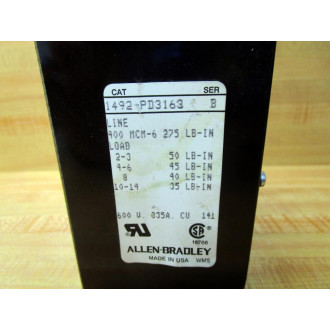 CAT SER
1492-PD3163 B
LINE
400 MCM-6 275 LB-IN
LOAD
2-3 50 LB-IN
4-6 45 LB-IN
8 40 LB-IN
10-14 35 LB-IN
600 V. 335A. CU 141
ALLEN-BRADLEY
MADE IN USA WMS